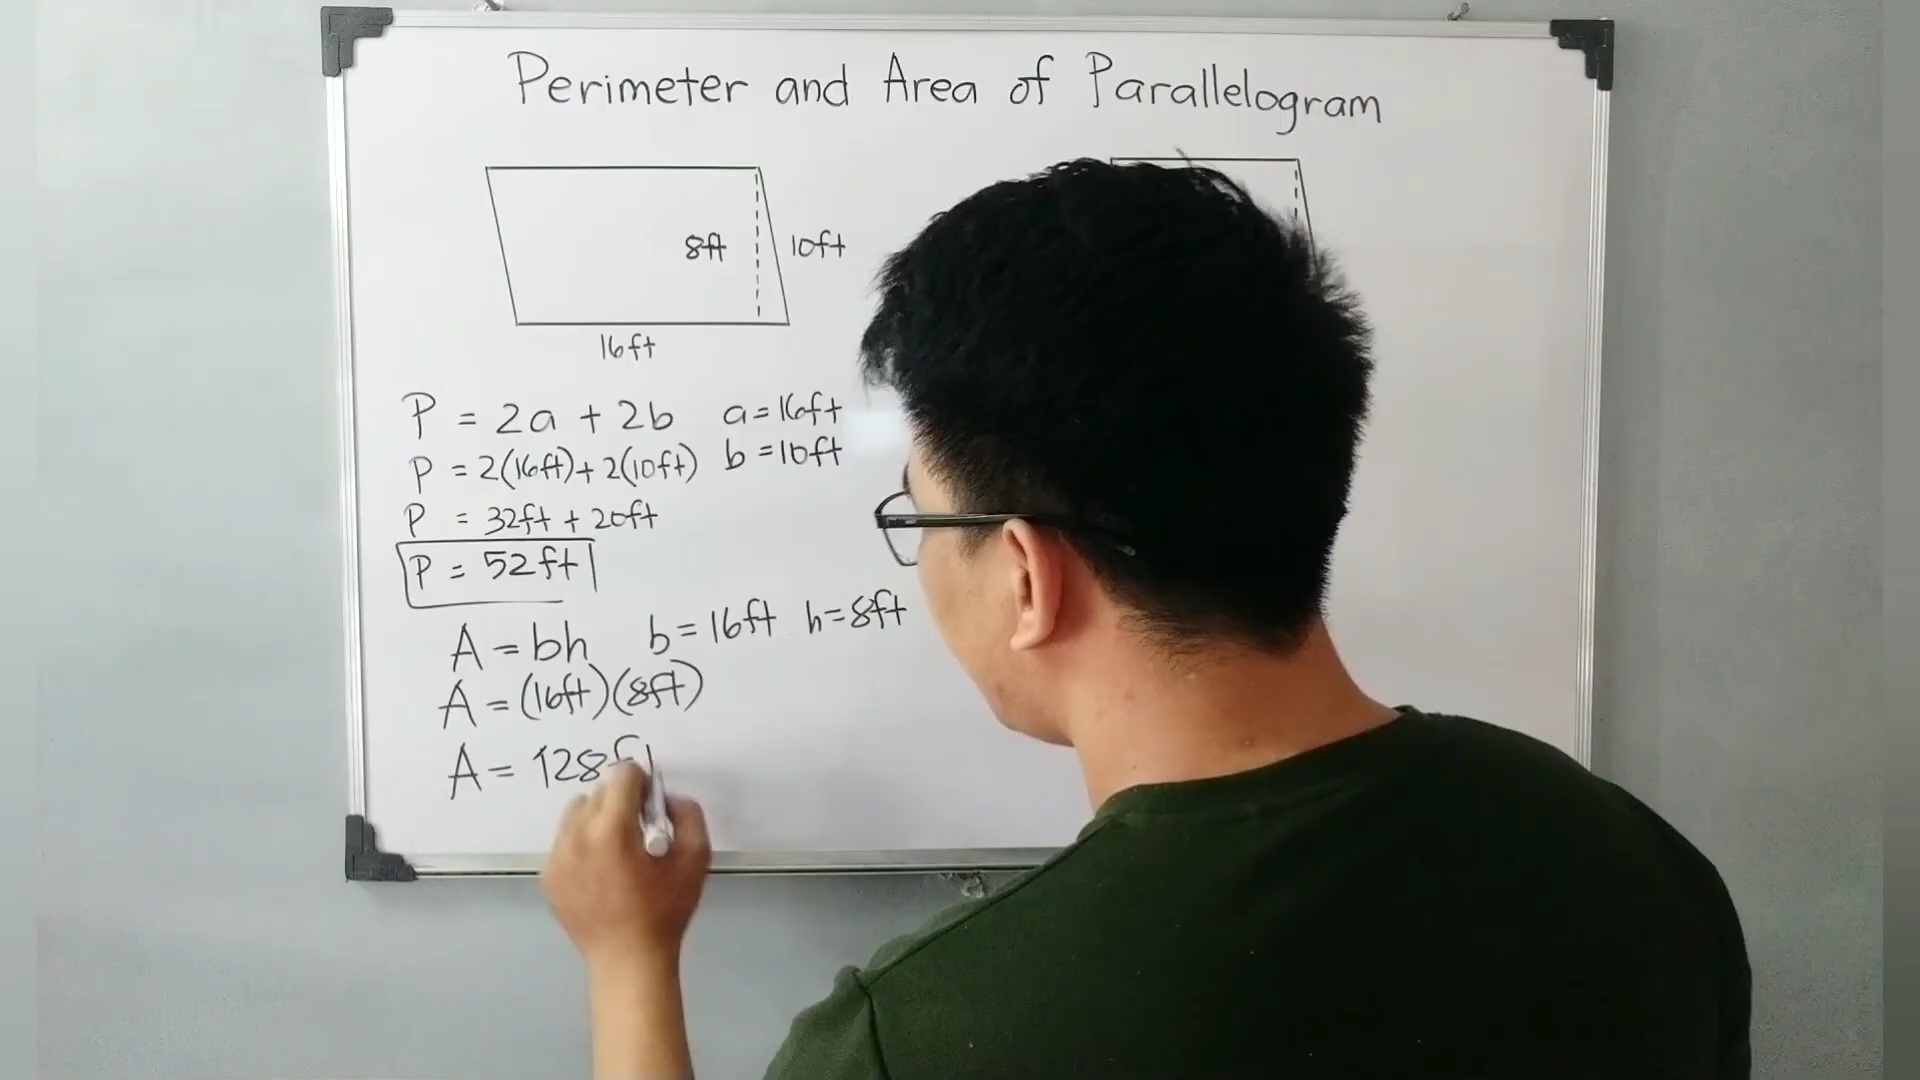 Perimeter and Area of Parallelogram
8ft 10ft
16ft
P = 2a + 2b a = 16ft
P = 2(16ft) + 2(10ft) b = 10ft
P = 32ft + 20ft
P = 52ft
A = bh b = 16ft h = 8ft
A = (16ft)(8ft)
A = 128ft